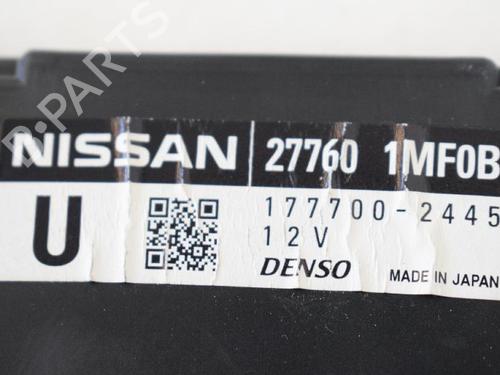 NISSAN 27760 1MF0B
U 177700-2445
12V
DENSO MADE IN JAPAN
B-PARTS